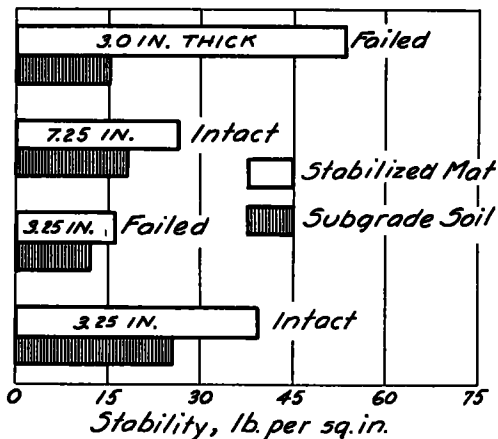 3.0 IN. THICK Failed
7.25 IN. Intact
Stabilized Mat
3.25 IN. Failed
Subgrade Soil
3.25 IN. Intact
0 15 30 45 60 75
Stability, lb. per sq. in.